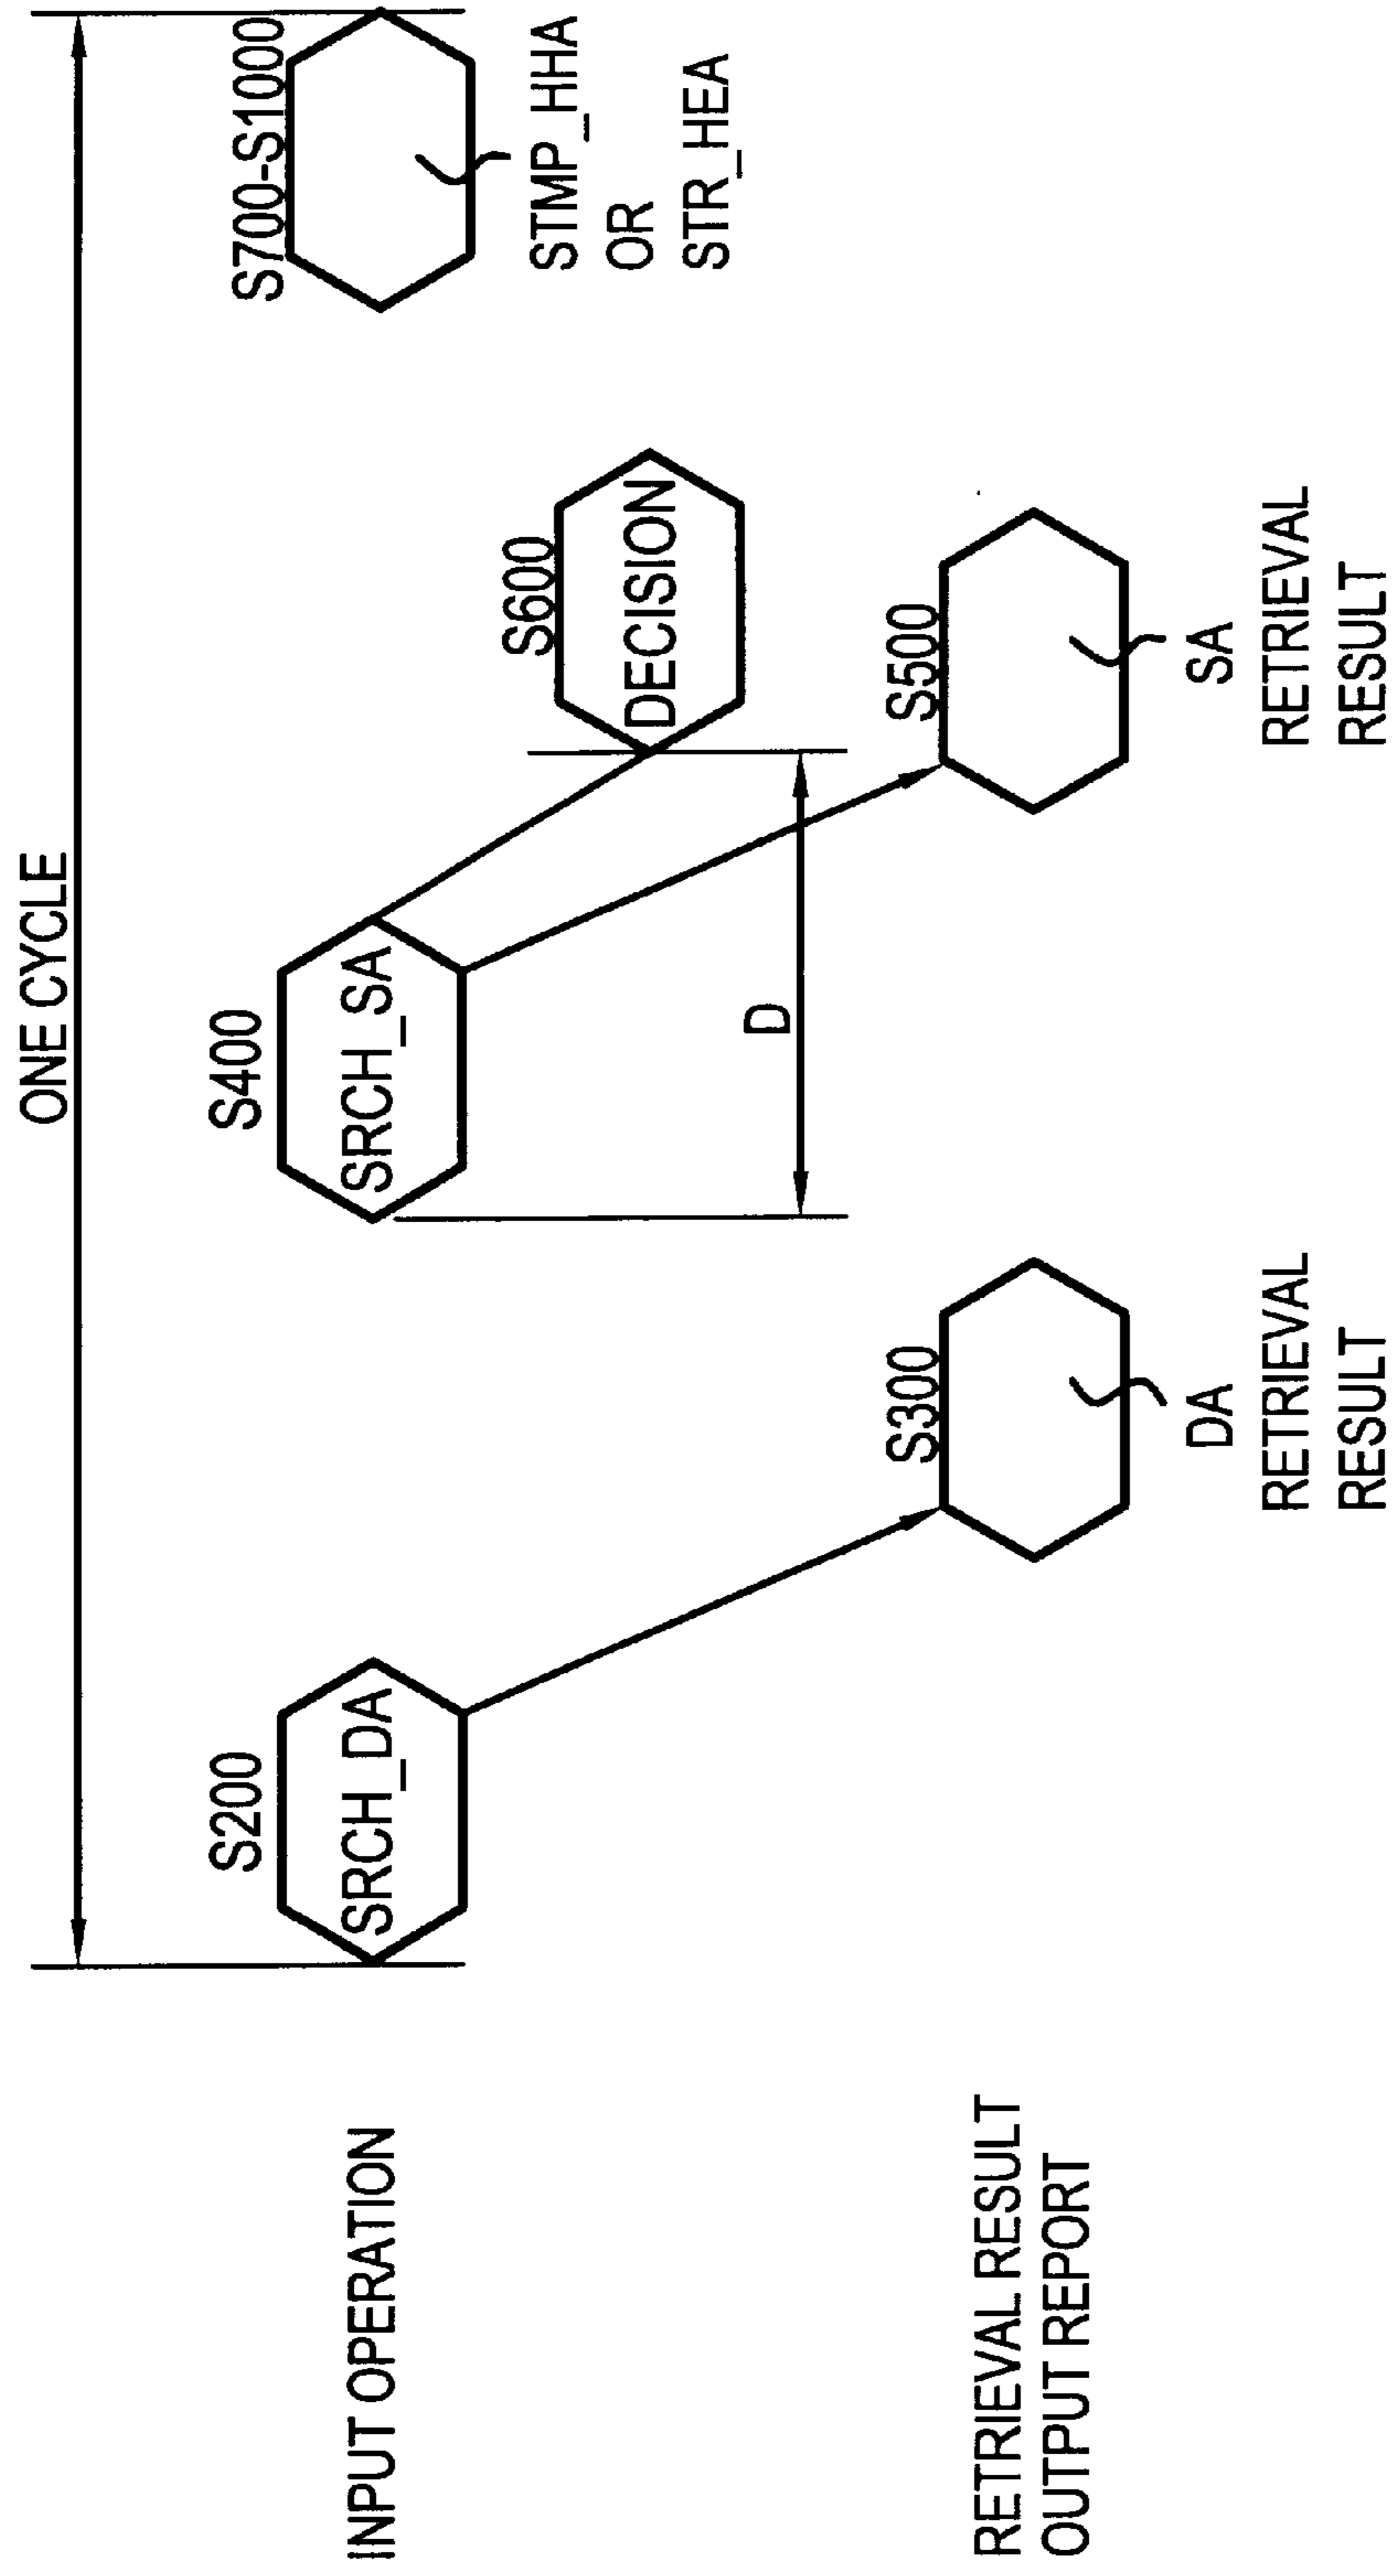 ONE CYCLE
S200
S400
S700-S1000
INPUT OPERATION
SRCH_DA
SRCH_SA
STMP_HHA
OR
STR_HEA
S600
DECISION
D
S300
S500
RETRIEVAL RESULT
OUTPUT REPORT
DA
RETRIEVAL
RESULT
SA
RETRIEVAL
RESULT